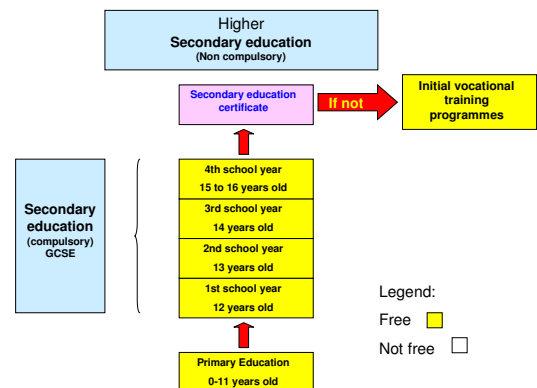 Higher
Secondary education
(Non compulsory)
Secondary education
certificate
If not
Initial vocational
training
programmes
4th school year
15 to 16 years old
3rd school year
14 years old
2nd school year
13 years old
1st school year
12 years old
Secondary
education
(compulsory)
GCSE
Primary Education
0-11 years old
Legend:
Free
Not free